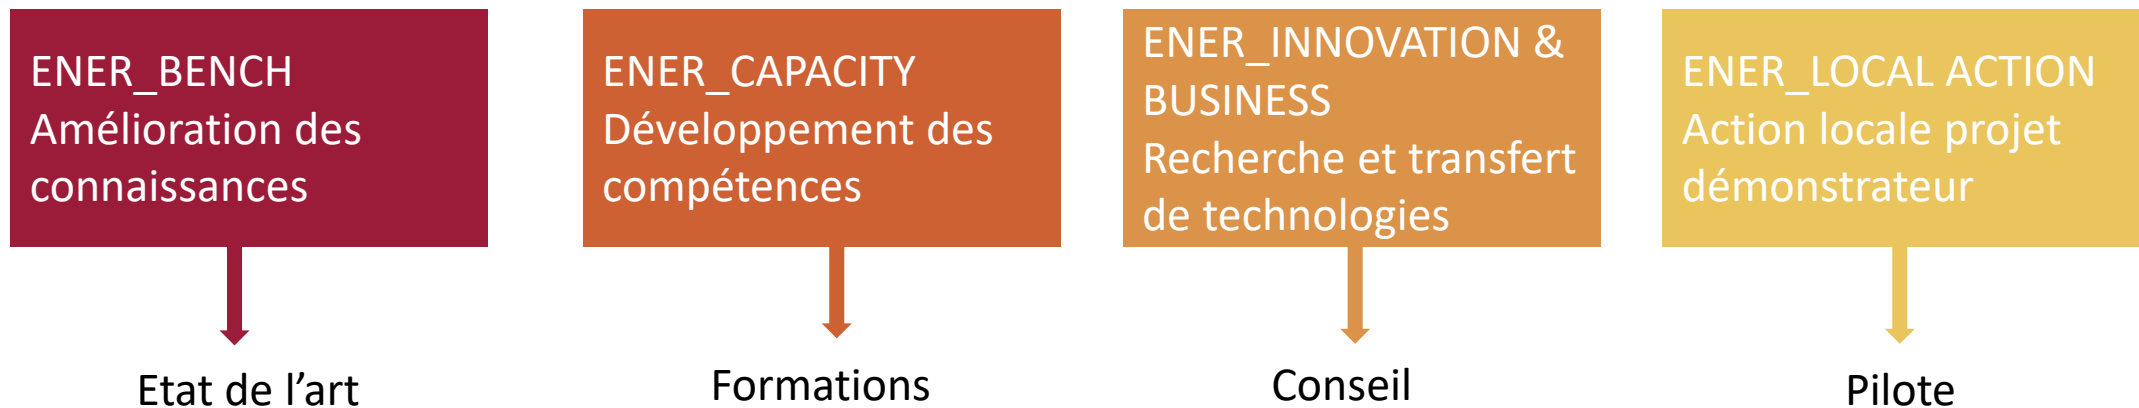 ENER_BENCH
Amélioration des
connaissances
Etat de l’art
ENER_CAPACITY
Développement des
compétences
Formations
ENER_INNOVATION &
BUSINESS
Recherche et transfert
de technologies
Conseil
ENER_LOCAL ACTION
Action locale projet
démonstrateur
Pilote